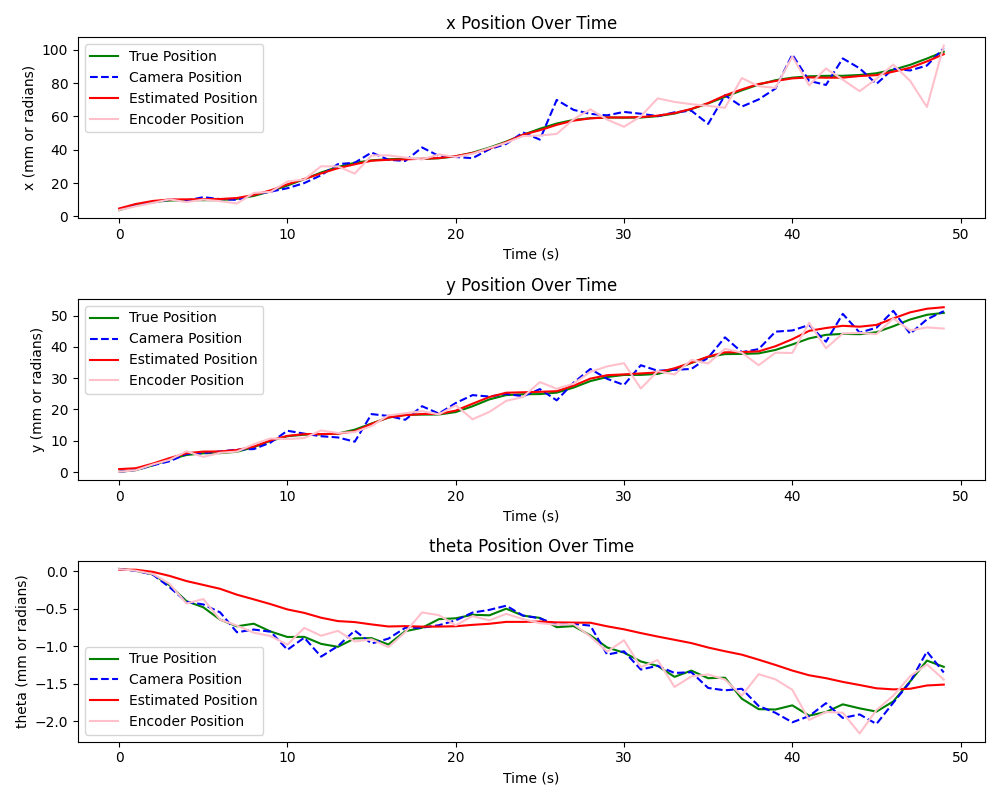 x Position Over Time
100
80
60
40
20
0
x (mm or radians)
True Position
Camera Position
Estimated Position
Encoder Position
0 10 20 30 40 50
Time (s)
y Position Over Time
50
40
30
20
10
0
y (mm or radians)
True Position
Camera Position
Estimated Position
Encoder Position
0 10 20 30 40 50
Time (s)
theta Position Over Time
0.0
−0.5
−1.0
−1.5
−2.0
theta (mm or radians)
True Position
Camera Position
Estimated Position
Encoder Position
0 10 20 30 40 50
Time (s)